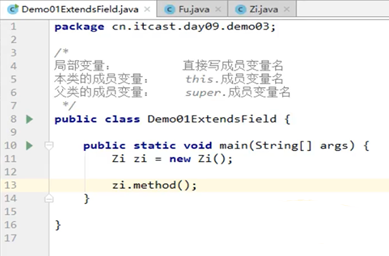 Demo01ExtendsField.java × Fu.java × Zi.java ×
1 package cn.itcast.day09.demo03;
2
3 /*
4 局部变量: 直接写成员变量名
5 本类的成员变量: this.成员变量名
6 父类的成员变量: super.成员变量名
7 */
8 public class Demo01ExtendsField {
9
10 public static void main(String[] args) {
11 Zi zi = new Zi();
12
13 zi.method();
14 }
15
16 }
17